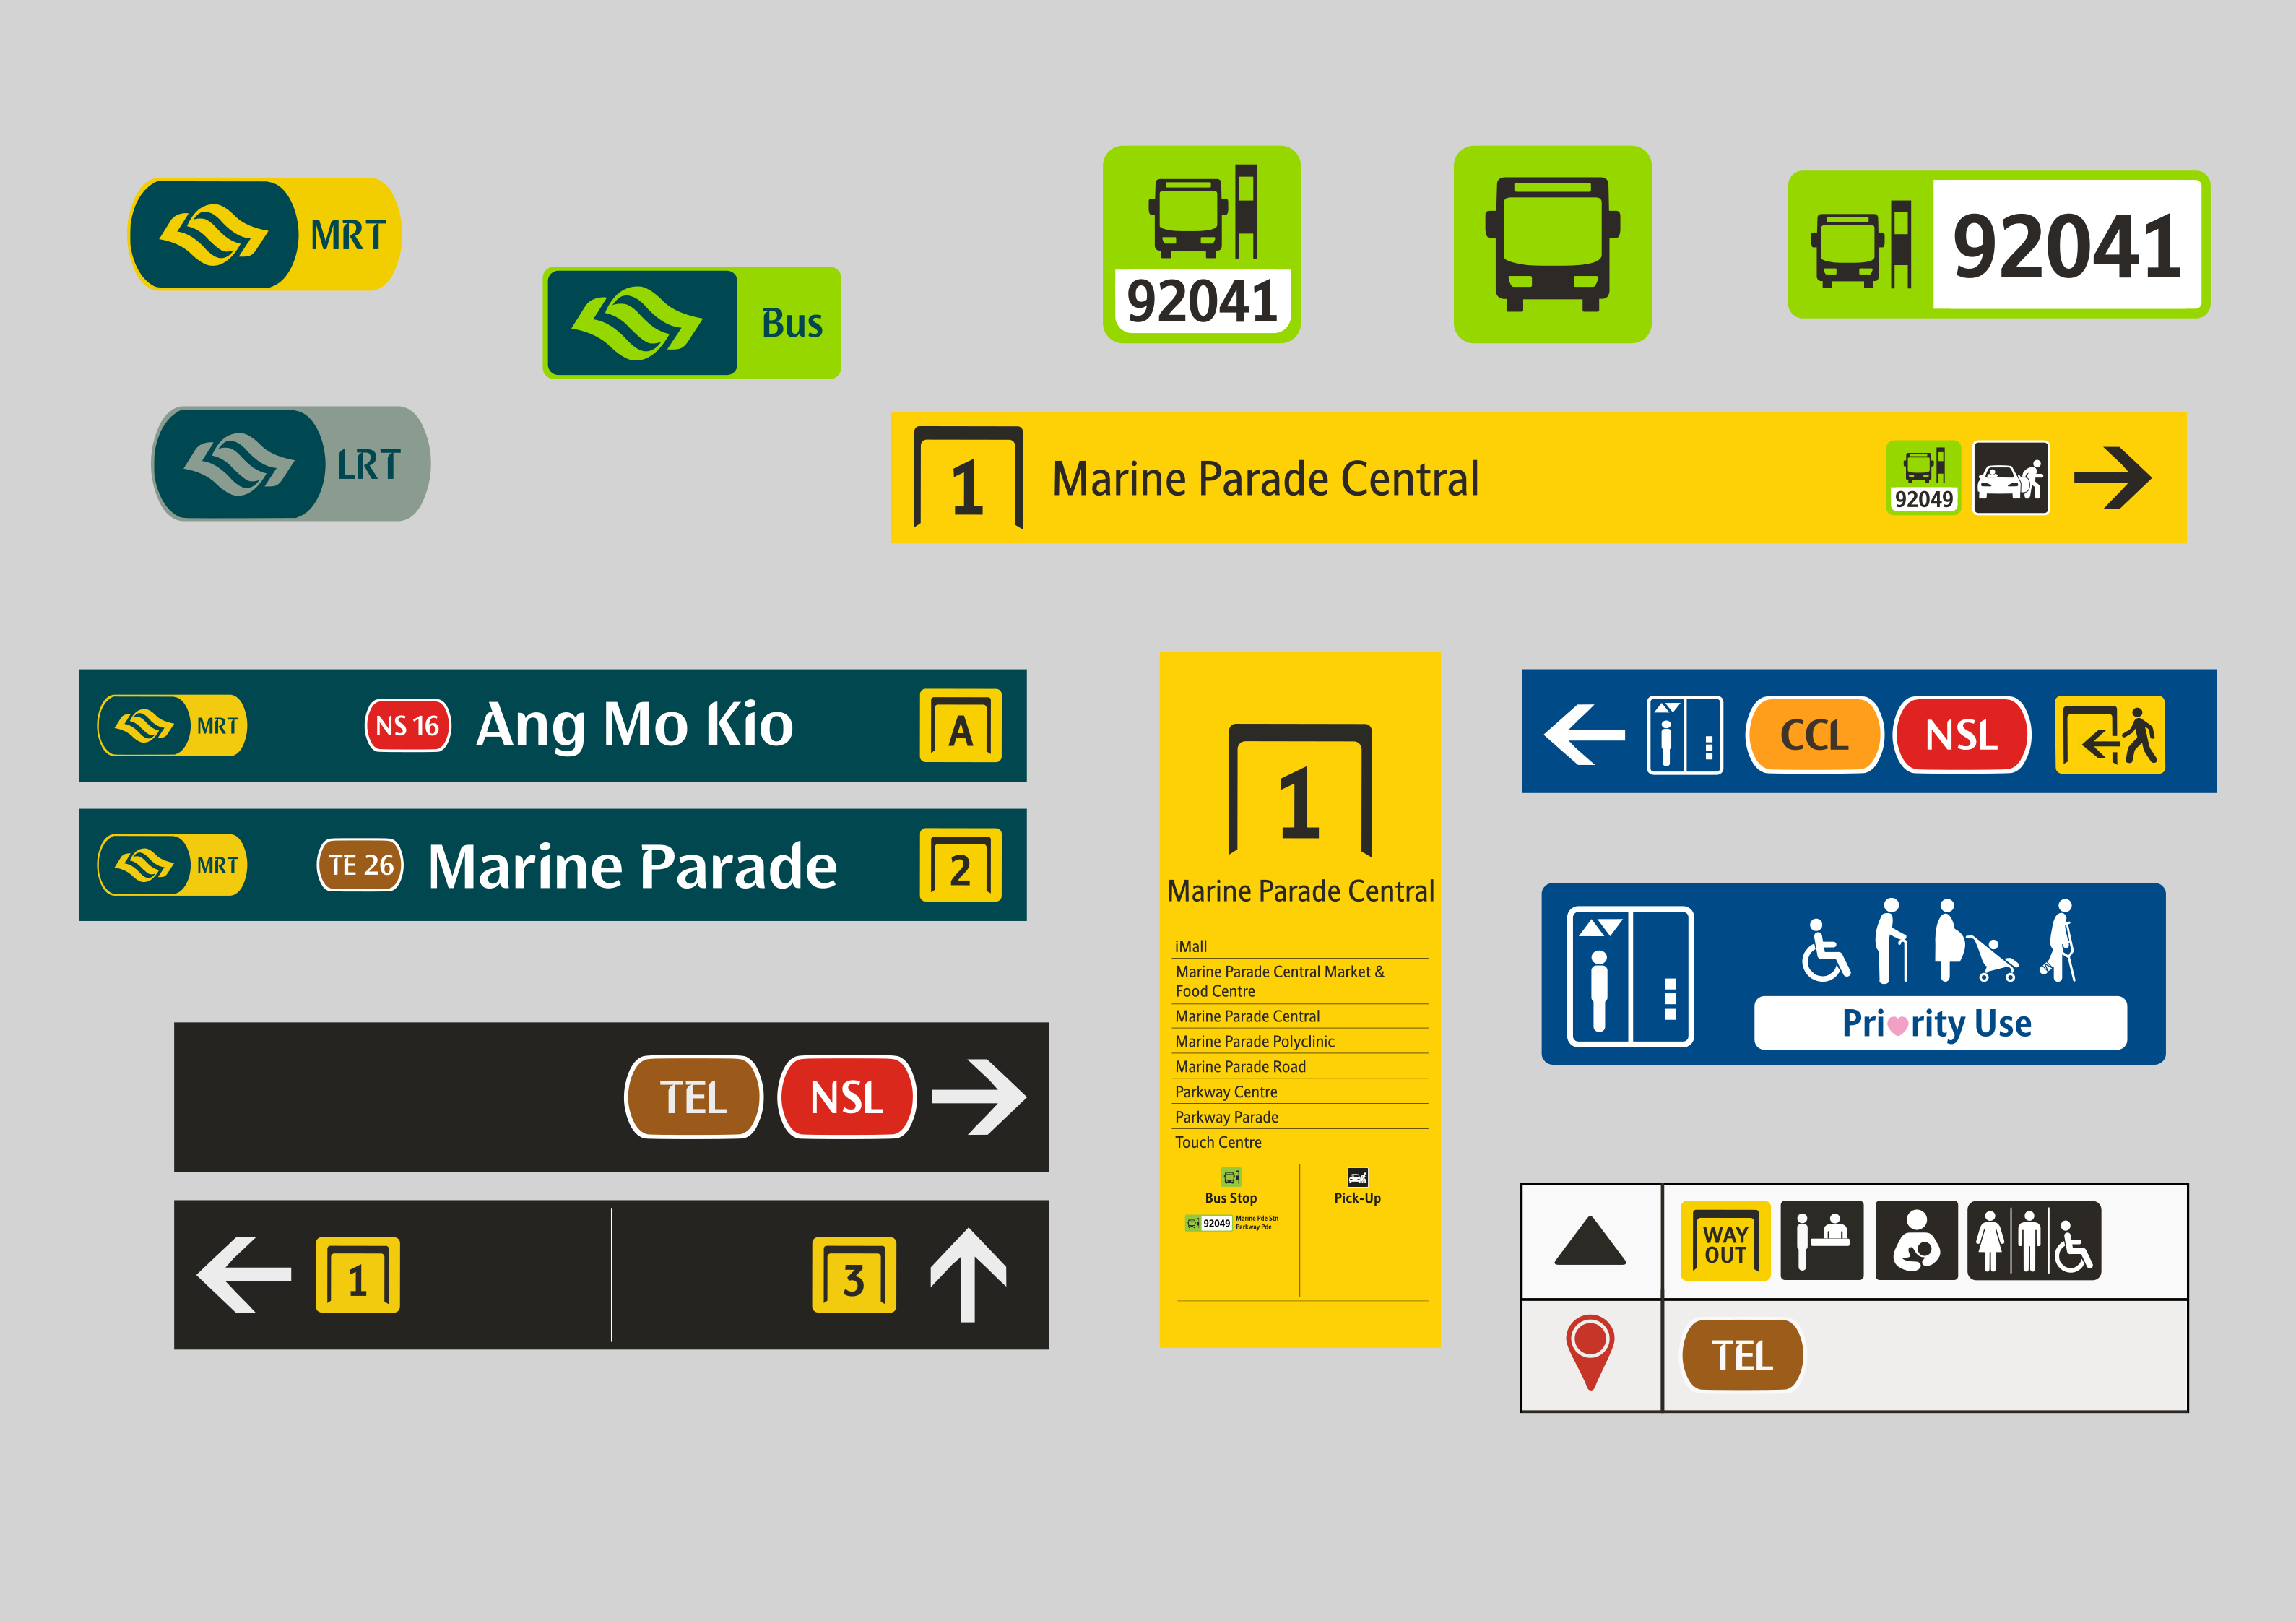 MRT
Bus
LRT
92041
92041
1 Marine Parade Central 92049
MRT NS 16 Ang Mo Kio A
MRT TE 26 Marine Parade 2
TEL NSL
1 3
1
Marine Parade Central
iMall
Marine Parade Central Market &
Food Centre
Marine Parade Central
Marine Parade Polyclinic
Marine Parade Road
Parkway Centre
Parkway Parade
Touch Centre
Bus Stop
92049 Marine Pde Stn
Parkway Pde
Pick-Up
CCL NSL
Priority Use
WAY
OUT
TEL